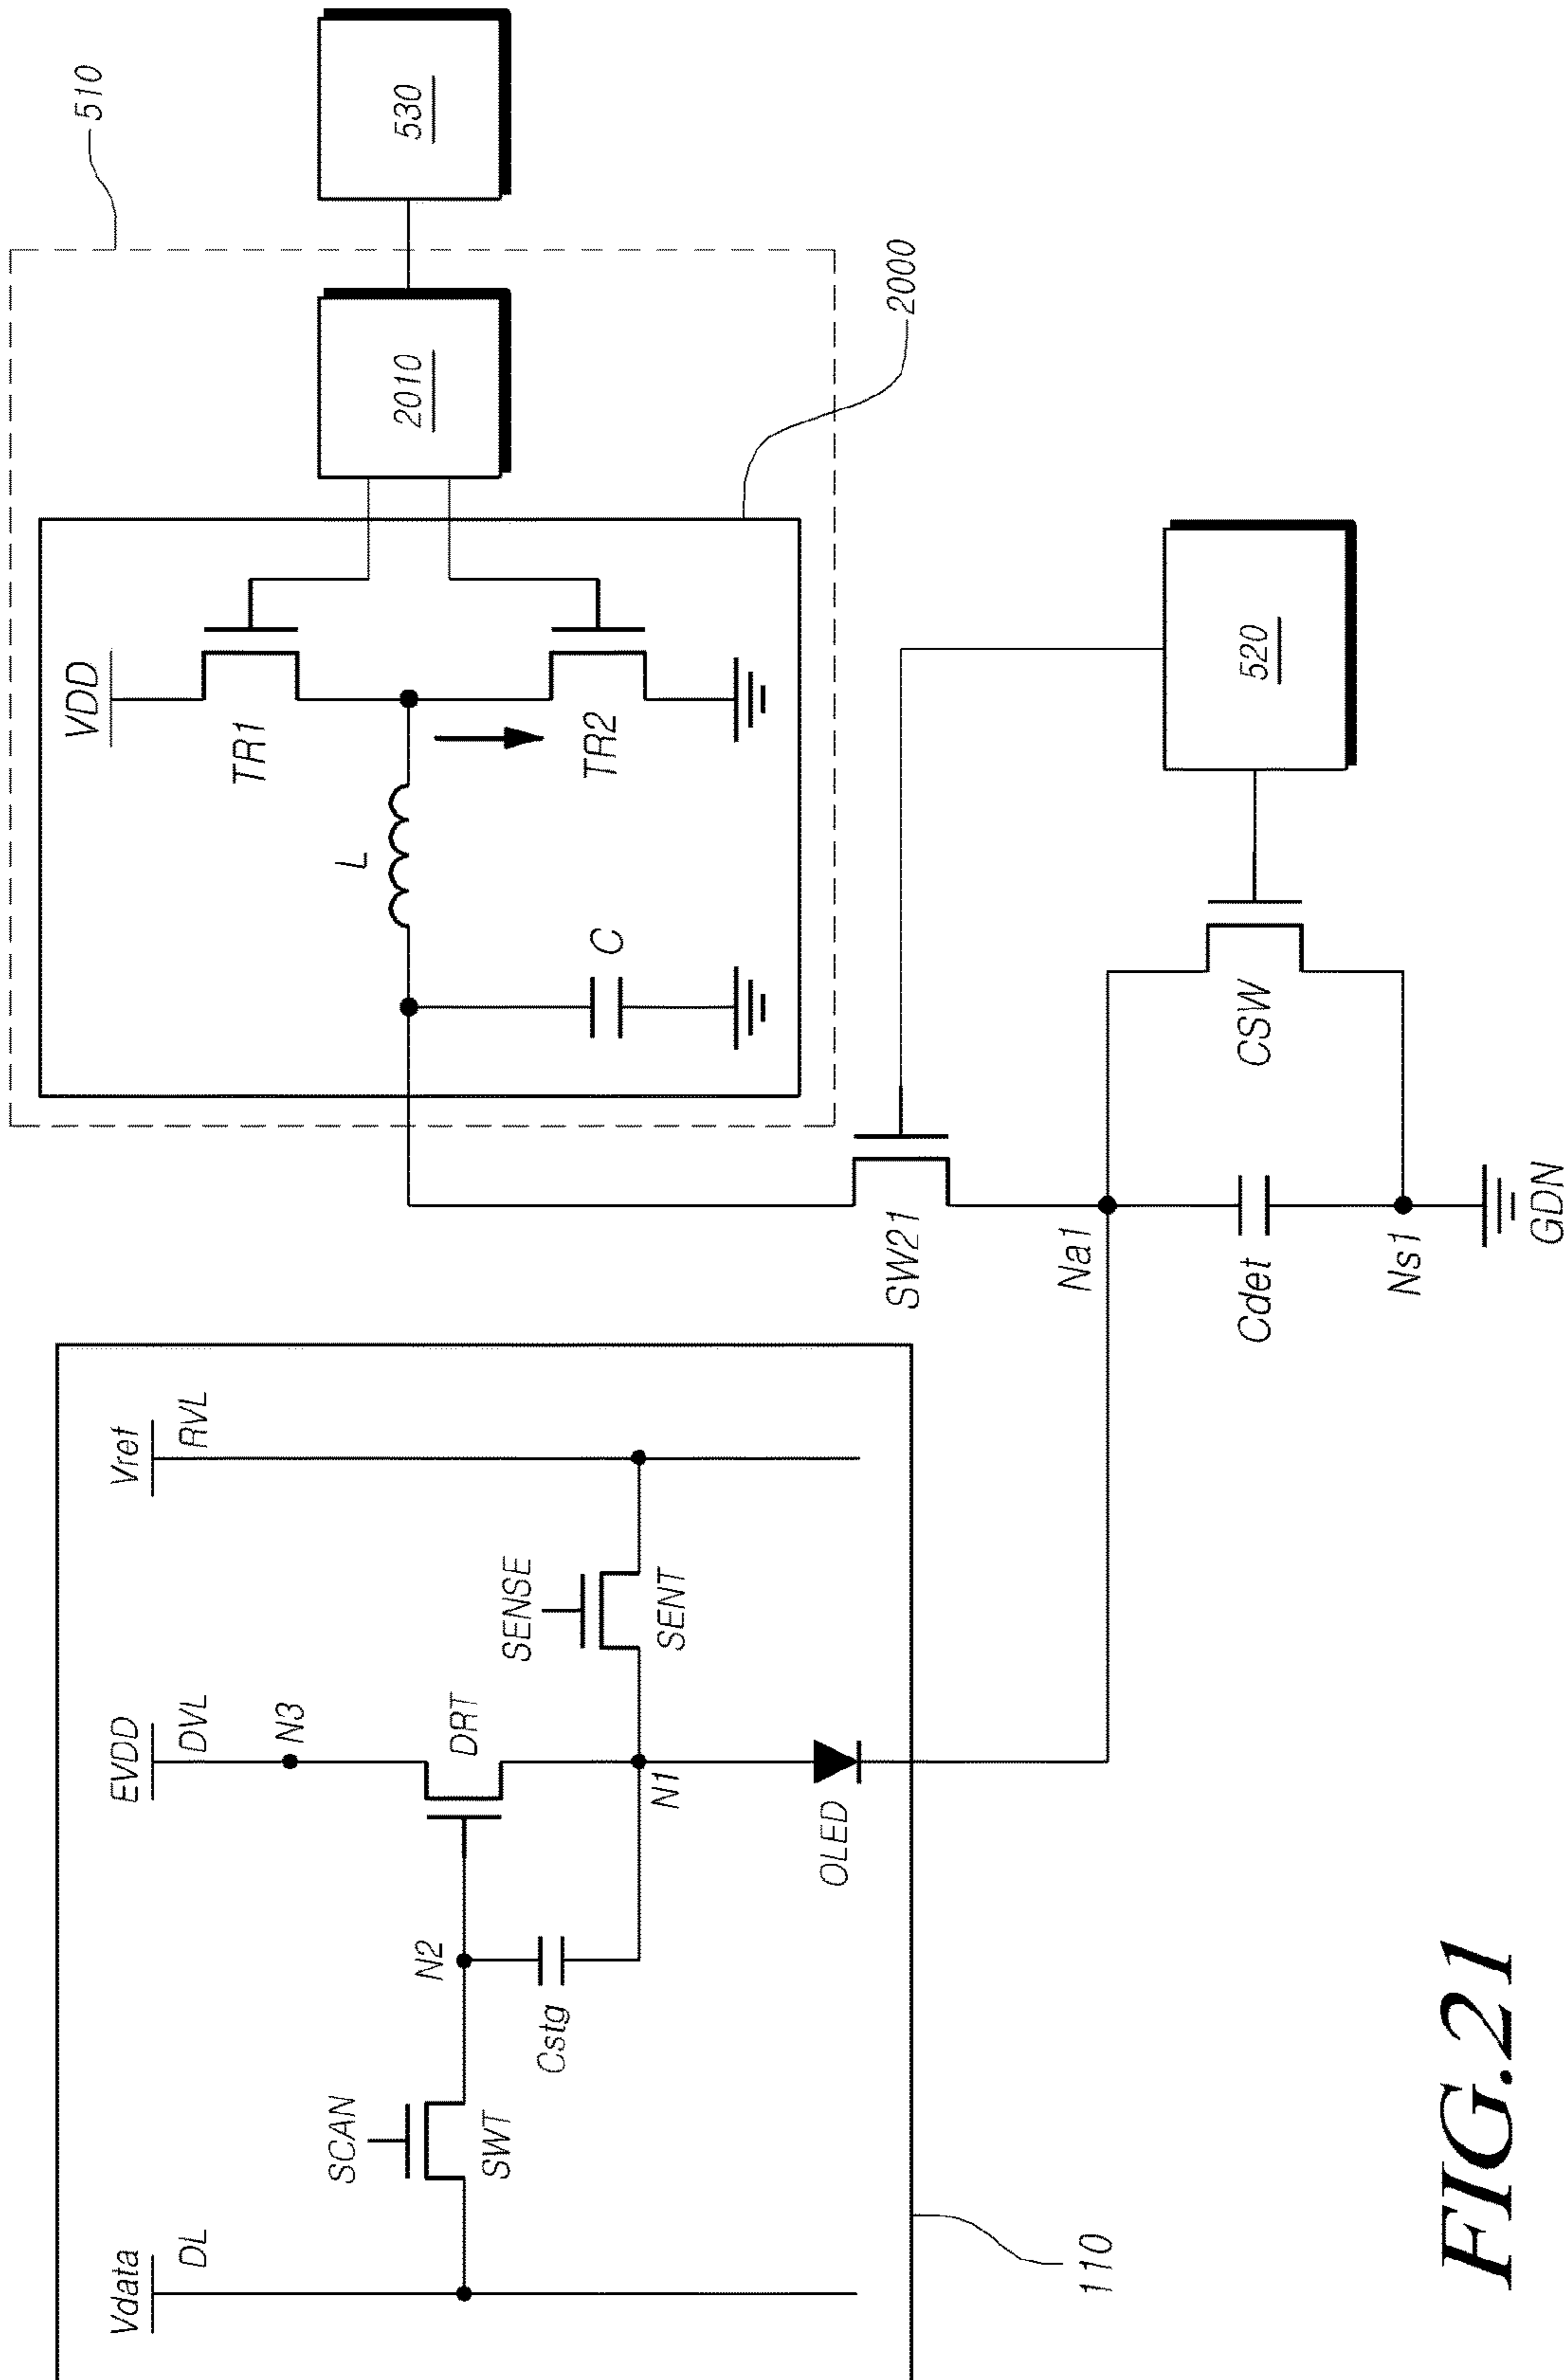 Vdata
DL
EVDD
DVL
Vref
RVL
N3
SCAN
SWT
N2
Cstg
DRT
SENSE
SENT
N1
OLED
110
510
VDD
TR1
L
TR2
C
2010
530
2000
SW21
Na1
Cdet
Ns1
GDN
CSW
520
FIG.21